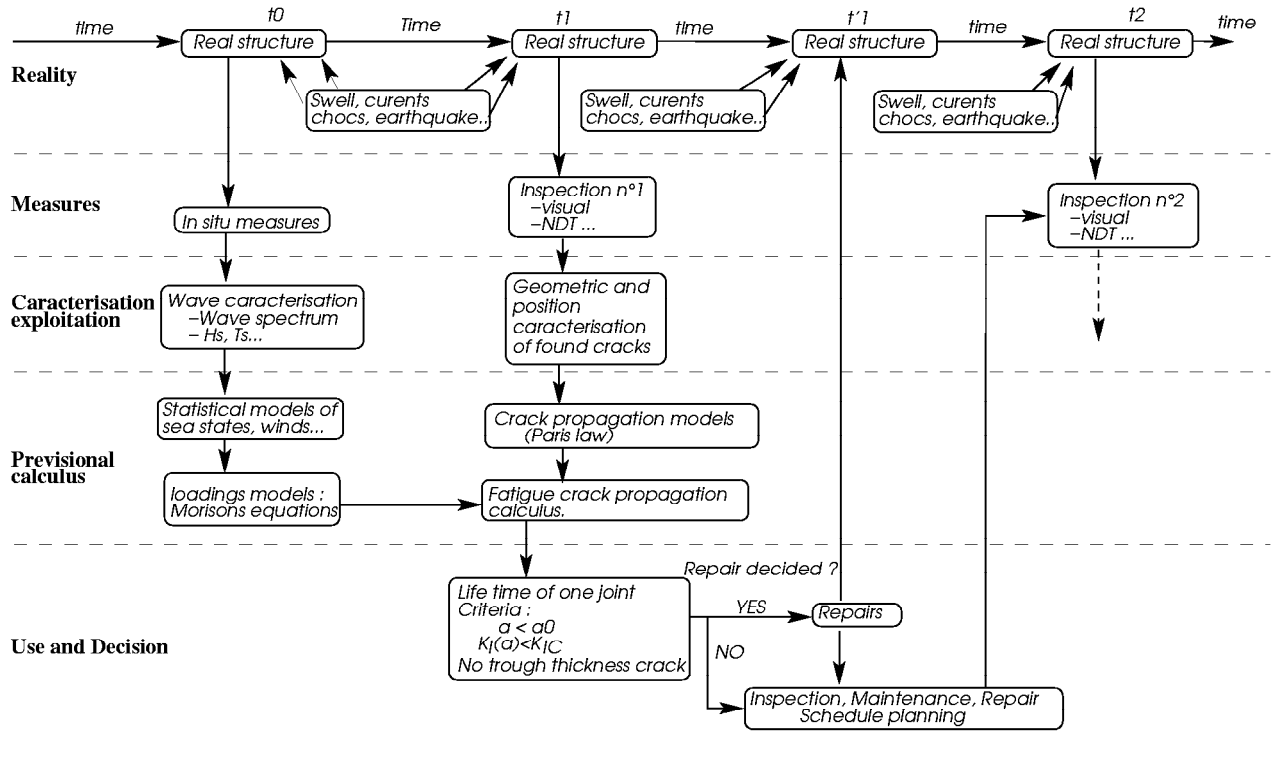 t0
t1
t'1
t2
tIme
Time
tIme
time
time
Real structure
Real structure
Real structure
Real structure
Reality
Swell, curents
chocs, earthquake..
Swell, curents
chocs, earthquake..
Swell, curents
chocs, earthquake..
Measures
In situ measures
Inspection n°1
–visual
–NDT ...
Inspection n°2
–visual
–NDT ...
Caracterisation
exploitation
Wave caracterisation
–Wave spectrum
– Hs, Ts...
Geometric and
position
caracterisation
of found cracks
Previsional
calculus
Statistical models of
sea states, winds...
loadings models :
Morisons equations
Crack propagation models
(Paris law)
Fatigue crack propagation
calculus.
Use and Decision
Life time of one joint
Criteria :
a < a0
KI(a)<KIC
No trough thickness crack
Repair decided ?
YES
NO
Repairs
Inspection, Maintenance, Repair
Schedule planning